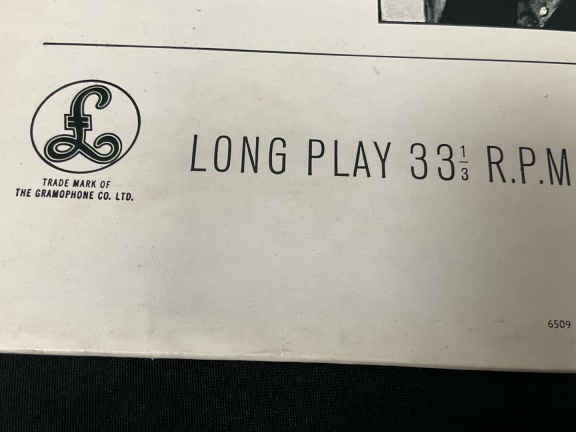 £
TRADE MARK OF
THE GRAMOPHONE CO. LTD.
LONG PLAY 33⅓ R.P.M
6509